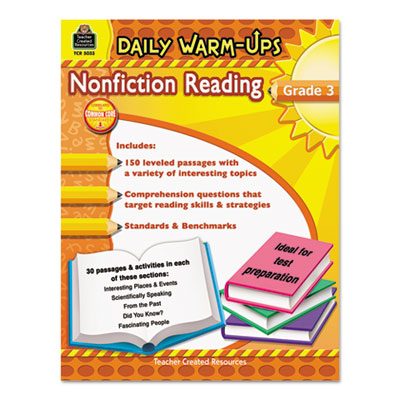 Teacher Created Resources
TCR 5033
DAILY WARM-UPS
Nonfiction Reading
Grade 3
COMMON CORE
Includes:
150 leveled passages with
a variety of interesting topics
Comprehension questions that
target reading skills & strategies
Standards & Benchmarks
30 passages & activities in each
of these sections:
Interesting Places & Events
Scientifically Speaking
From the Past
Did You Know?
Fascinating People
Ideal for
test
preparation
Teacher Created Resources